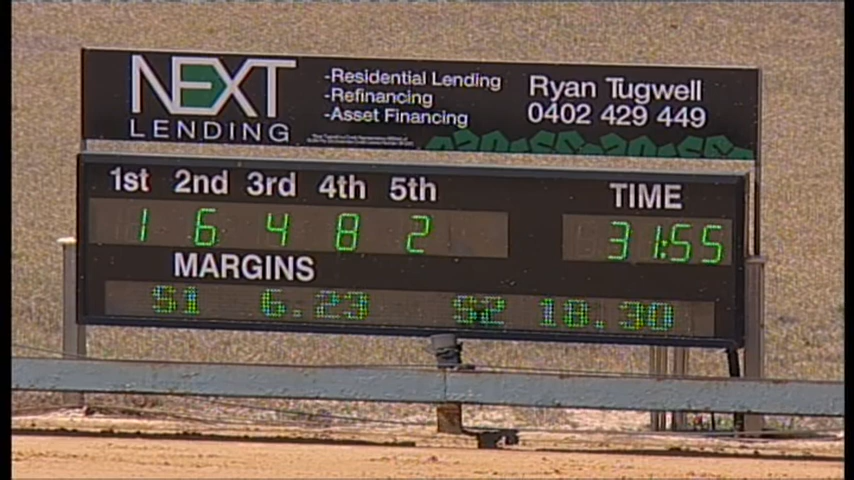 NEXT
LENDING
-Residential Lending
-Refinancing
-Asset Financing
Ryan Tugwell
0402 429 449
1st 2nd 3rd 4th 5th TIME
1 6 4 8 2 31:55
MARGINS
S1 6.23 S2 18.30